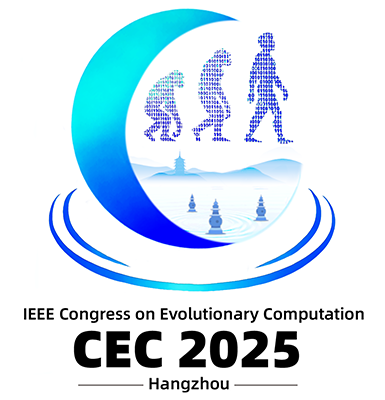 IEEE Congress on Evolutionary Computation
CEC 2025
Hangzhou